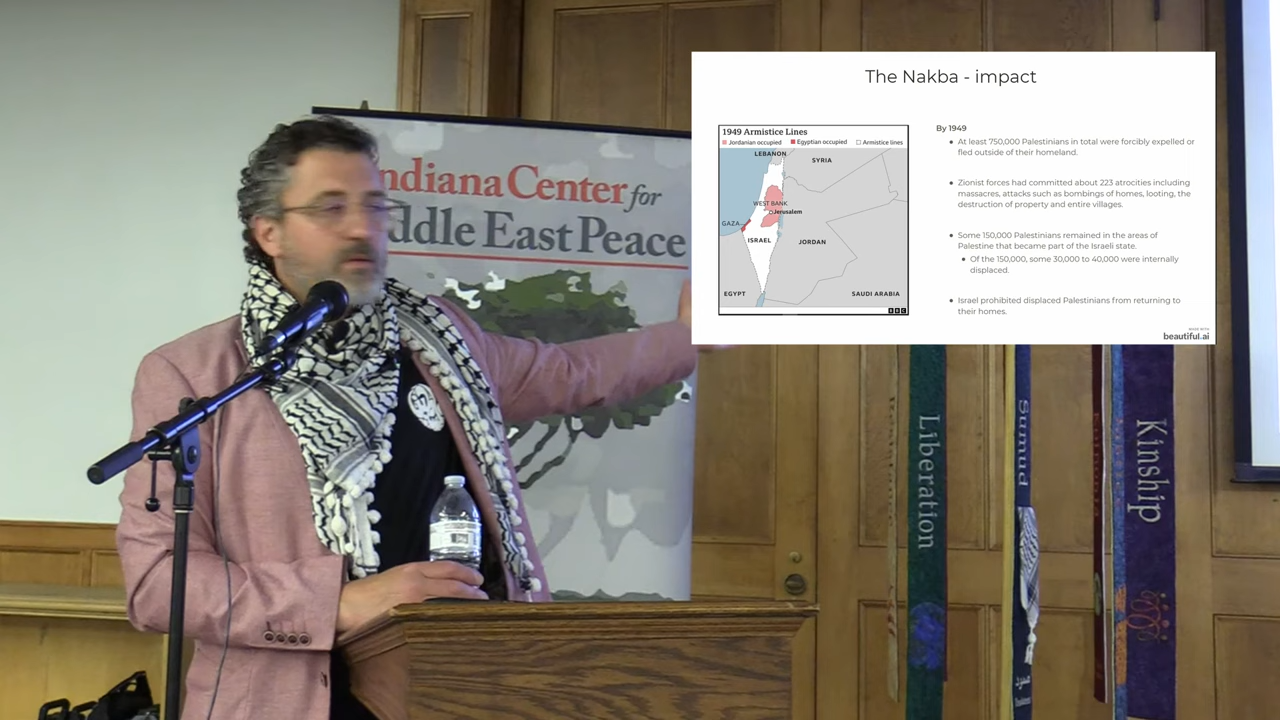 Indiana Center for
Middle East Peace
The Nakba - impact
1949 Armistice Lines
Jordanian occupied
Egyptian occupied
Armistice lines
LEBANON
SYRIA
WEST BANK
Jerusalem
GAZA
ISRAEL
JORDAN
EGYPT
SAUDI ARABIA
BBC
By 1949
At least 750,000 Palestinians in total were forcibly expelled or
fled outside of their homeland.
Zionist forces had committed about 223 atrocities including
massacres, attacks such as bombings of homes, looting, the
destruction of property and entire villages.
Some 150,000 Palestinians remained in the areas of
Palestine that became part of the Israeli state.
Of the 150,000, some 30,000 to 40,000 were internally
displaced.
Israel prohibited displaced Palestinians from returning to
their homes.
MADE WITH
beautiful.ai
Liberation
Sumud
Kinship